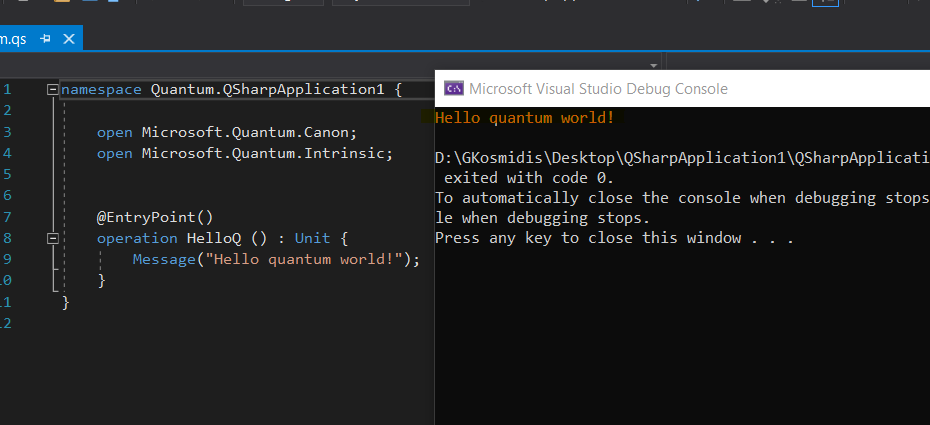 m.qs
1 namespace Quantum.QSharpApplication1 {
2
3 open Microsoft.Quantum.Canon;
4 open Microsoft.Quantum.Intrinsic;
5
6
7 @EntryPoint()
8 operation HelloQ () : Unit {
9 Message("Hello quantum world!");
0 }
1 }
2
C:\ Microsoft Visual Studio Debug Console
Hello quantum world!
D:\GKosmidis\Desktop\QSharpApplication1\QSharpApplicati
exited with code 0.
To automatically close the console when debugging stops
le when debugging stops.
Press any key to close this window . . .